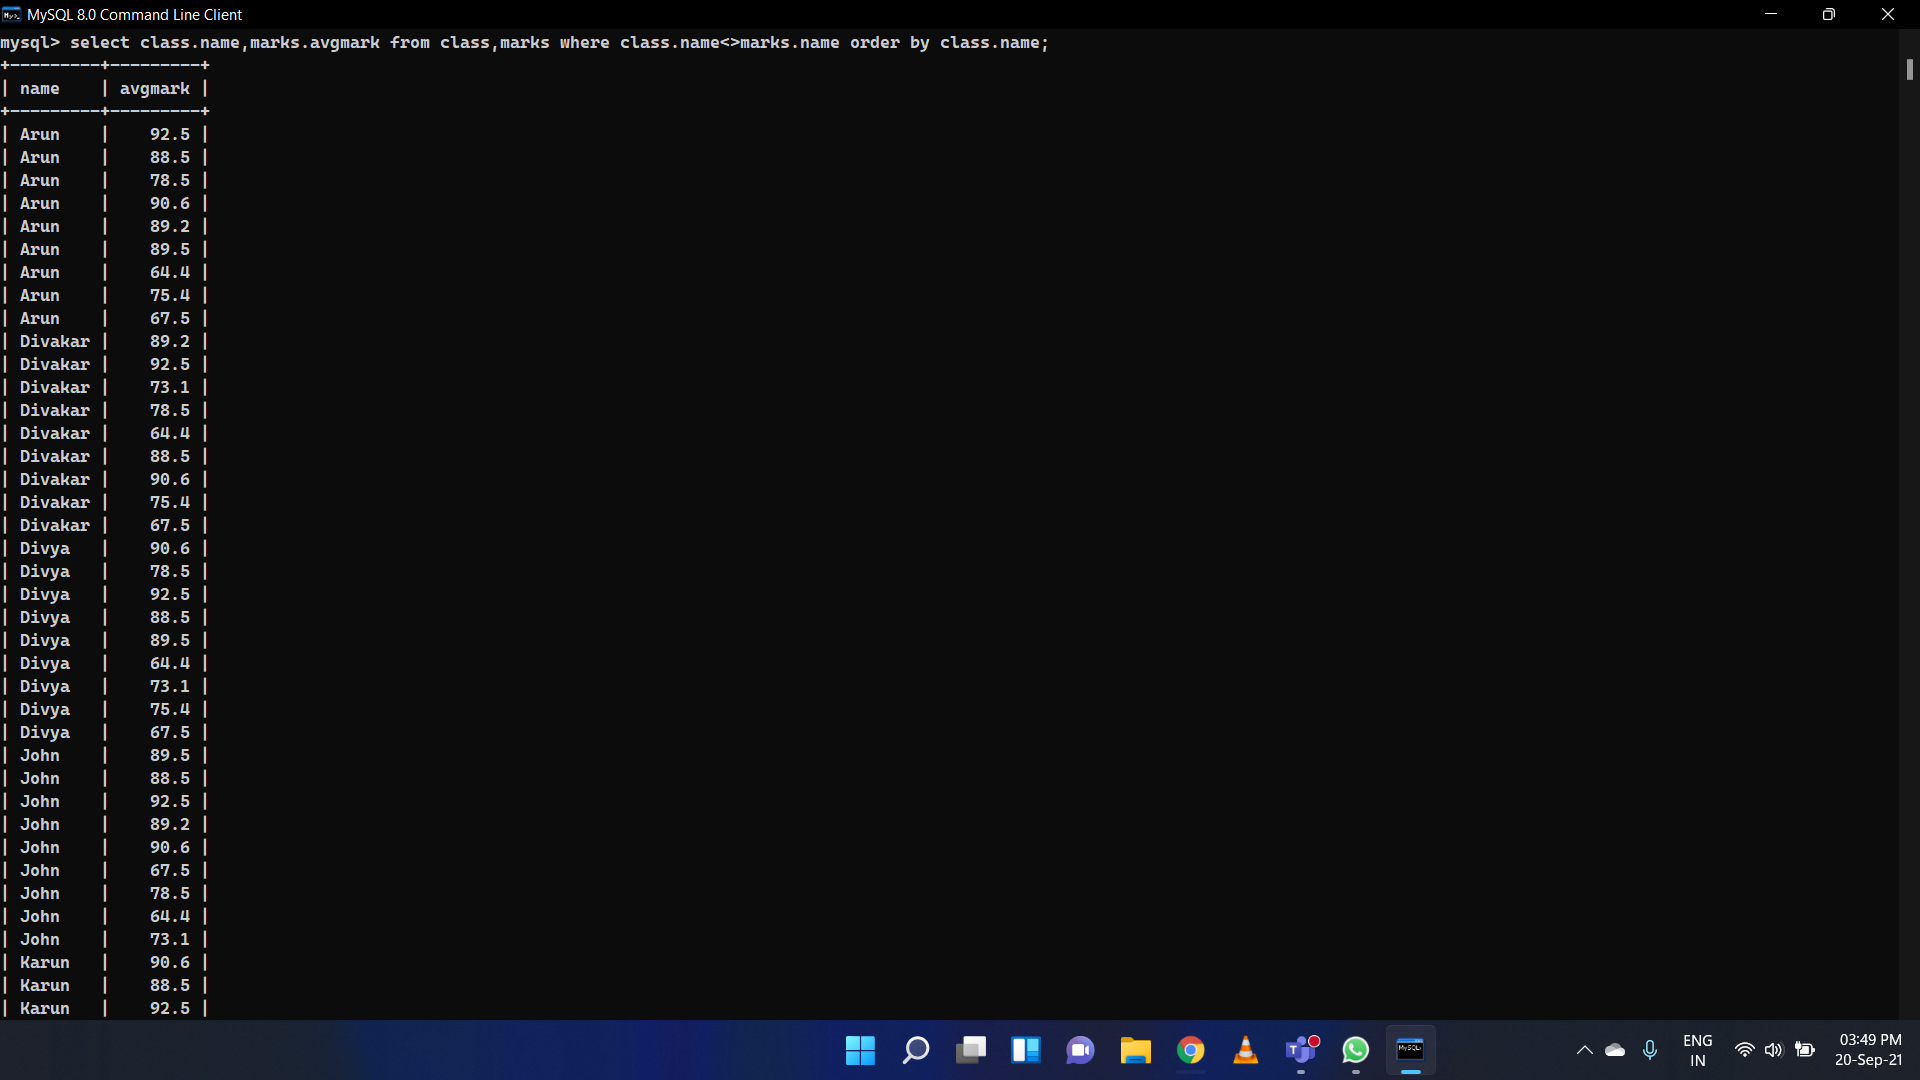 MySQL 8.0 Command Line Client
mysql> select class.name,marks.avgmark from class,marks where class.name<>marks.name order by class.name;
+---------+---------+
| name    | avgmark |
+---------+---------+
| Arun    |    92.5 |
| Arun    |    88.5 |
| Arun    |    78.5 |
| Arun    |    90.6 |
| Arun    |    89.2 |
| Arun    |    89.5 |
| Arun    |    64.4 |
| Arun    |    75.4 |
| Arun    |    67.5 |
| Divakar |    89.2 |
| Divakar |    92.5 |
| Divakar |    73.1 |
| Divakar |    78.5 |
| Divakar |    64.4 |
| Divakar |    88.5 |
| Divakar |    90.6 |
| Divakar |    75.4 |
| Divakar |    67.5 |
| Divya   |    90.6 |
| Divya   |    78.5 |
| Divya   |    92.5 |
| Divya   |    88.5 |
| Divya   |    89.5 |
| Divya   |    64.4 |
| Divya   |    73.1 |
| Divya   |    75.4 |
| Divya   |    67.5 |
| John    |    89.5 |
| John    |    88.5 |
| John    |    92.5 |
| John    |    89.2 |
| John    |    90.6 |
| John    |    67.5 |
| John    |    78.5 |
| John    |    64.4 |
| John    |    73.1 |
| Karun   |    90.6 |
| Karun   |    88.5 |
| Karun   |    92.5 |
ENG
IN
03:49 PM
20-Sep-21